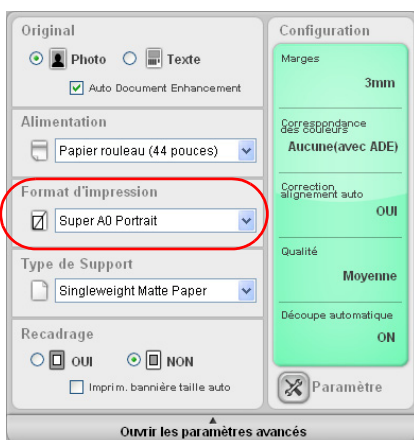 Original
Photo Texte
Auto Document Enhancement
Alimentation
Papier rouleau (44 pouces)
Format d'impression
Super A0 Portrait
Type de Support
Singleweight Matte Paper
Recadrage
OUI NON
Imprim. bannière taille auto
Configuration
Marges
3mm
Correspondance
des couleurs
Aucune(avec ADE)
Correction
alignement auto
OUI
Qualité
Moyenne
Découpe automatique
ON
Paramètre
Ouvrir les paramètres avancés